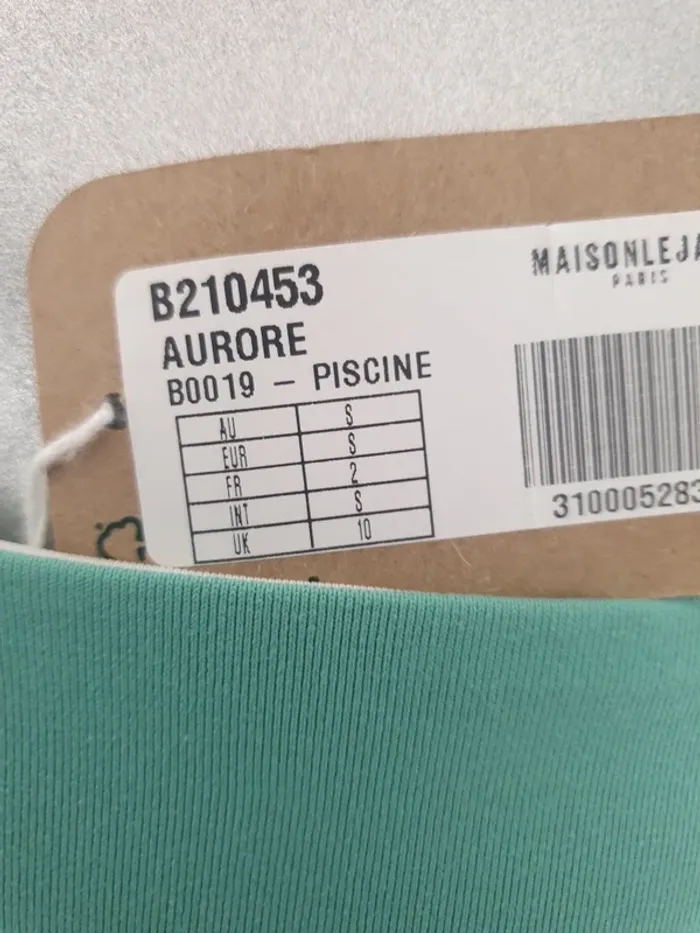 B210453
AURORE
B0019 – PISCINE
AU S
EUR S
FR 2
INT S
UK 10
MAISONLEJA
PARIS
310005283